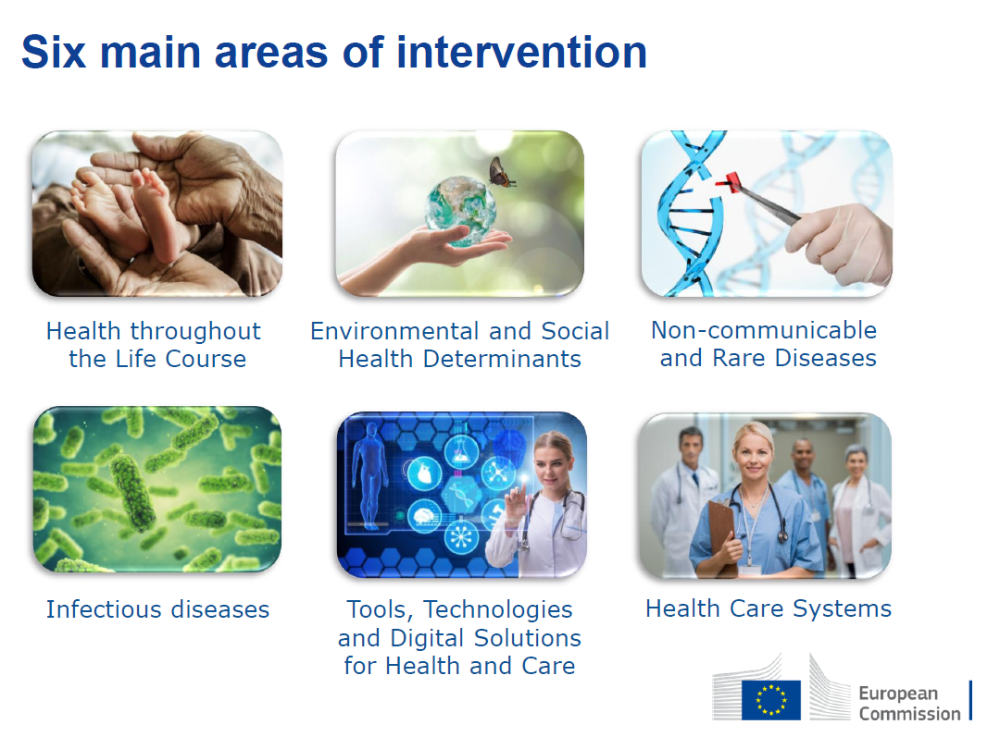 Six main areas of intervention
Health throughout
the Life Course
Environmental and Social
Health Determinants
Non-communicable
and Rare Diseases
Infectious diseases
Tools, Technologies
and Digital Solutions
for Health and Care
Health Care Systems
European
Commission